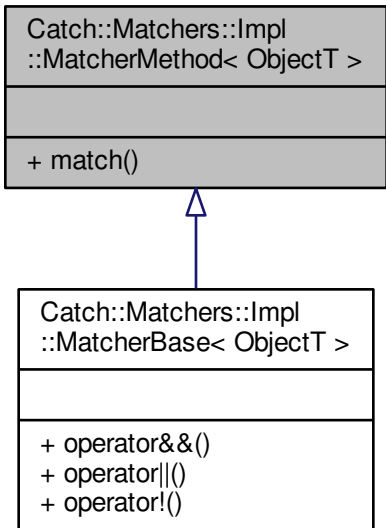 Catch::Matchers::Impl
::MatcherMethod< ObjectT >
+ match()
Catch::Matchers::Impl
::MatcherBase< ObjectT >
+ operator&&()
+ operator||()
+ operator!()